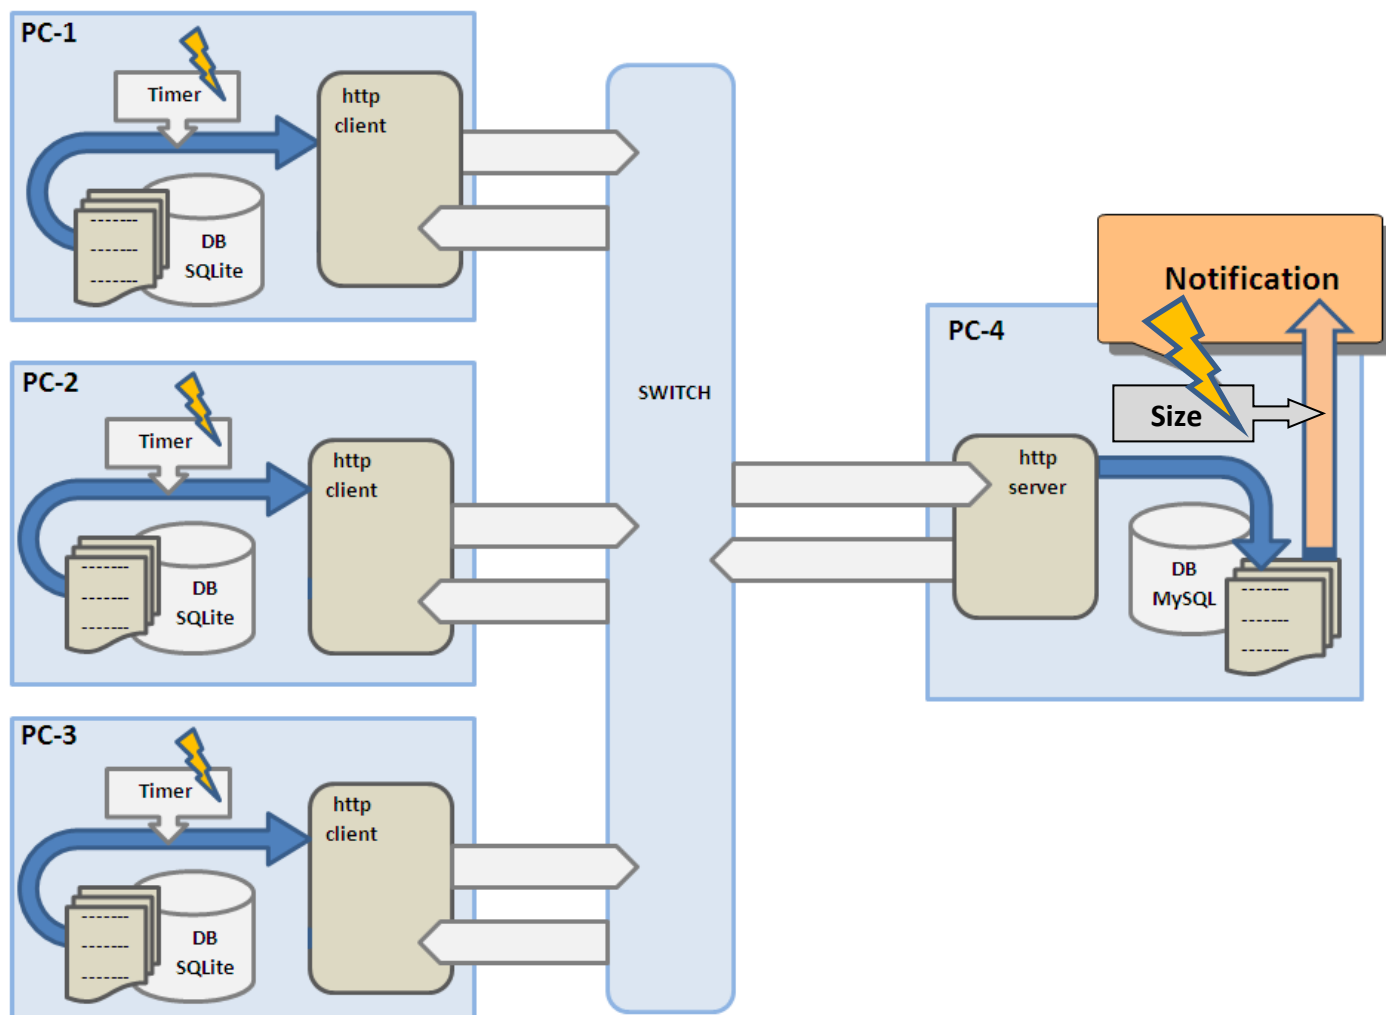 PC-1
Timer
http
client
DB
SQLite
-------
-------
-------
PC-2
Timer
http
client
DB
SQLite
-------
-------
-------
PC-3
Timer
http
client
DB
SQLite
-------
-------
-------
SWITCH
Notification
PC-4
Size
http
server
DB
MySQL
-------
-------
-------